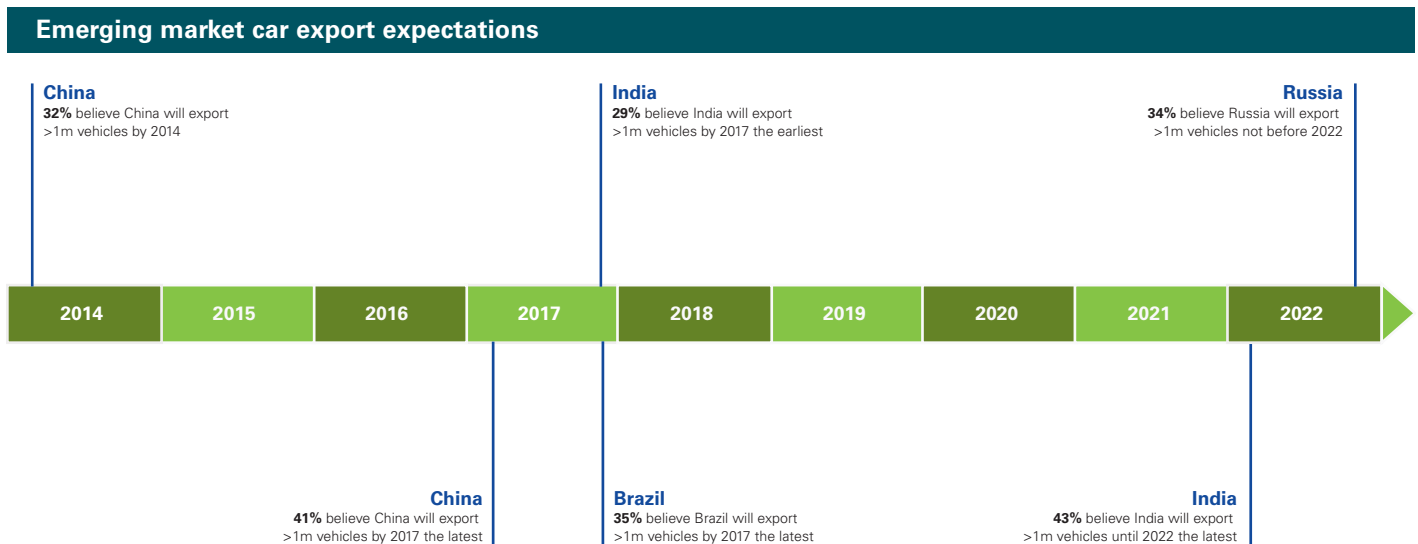 Emerging market car export expectations
China
32% believe China will export
>1m vehicles by 2014
India
29% believe India will export
>1m vehicles by 2017 the earliest
Russia
34% believe Russia will export
>1m vehicles not before 2022
2014 2015 2016 2017 2018 2019 2020 2021 2022
China
41% believe China will export
>1m vehicles by 2017 the latest
Brazil
35% believe Brazil will export
>1m vehicles by 2017 the latest
India
43% believe India will export
>1m vehicles until 2022 the latest